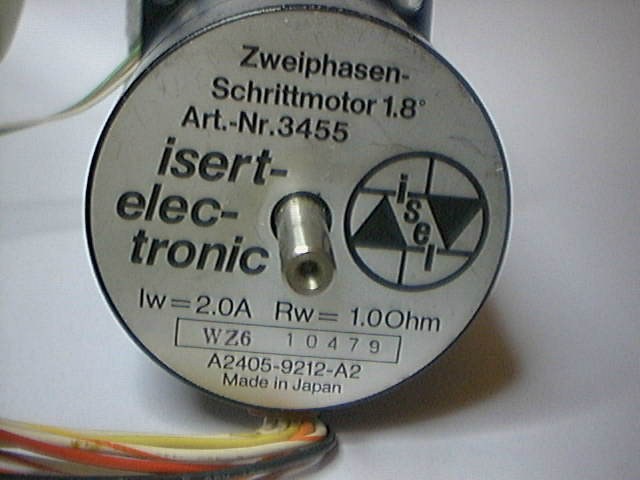 Zweiphasen-
Schrittmotor 1.8°
Art.-Nr.3455
isert-
elec-
tronic
isel
Iw=2.0A Rw=1.0Ohm
WZ6 10479
A2405-9212-A2
Made in Japan